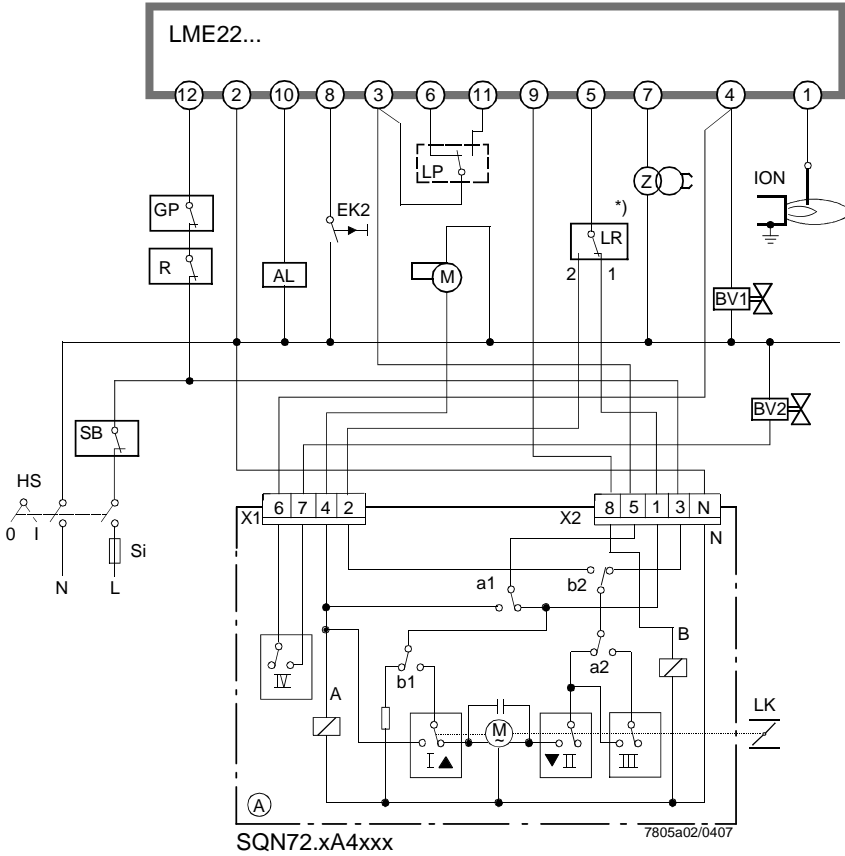 LME22...
12 2 10 8 3 6 11 9 5 7 4 1
LP
ION
GP
EK2
Z
*)
LR
R
AL
M
2 1
BV1
SB
BV2
HS
6 7 4 2
8 5 1 3 N
X1
X2
N
0 I
Si
N
L
a1
b2
B
IV
A
b1
a2
M
~
LK
I ▲
▼ II
III
A
7805a02/0407
SQN72.xA4xxx